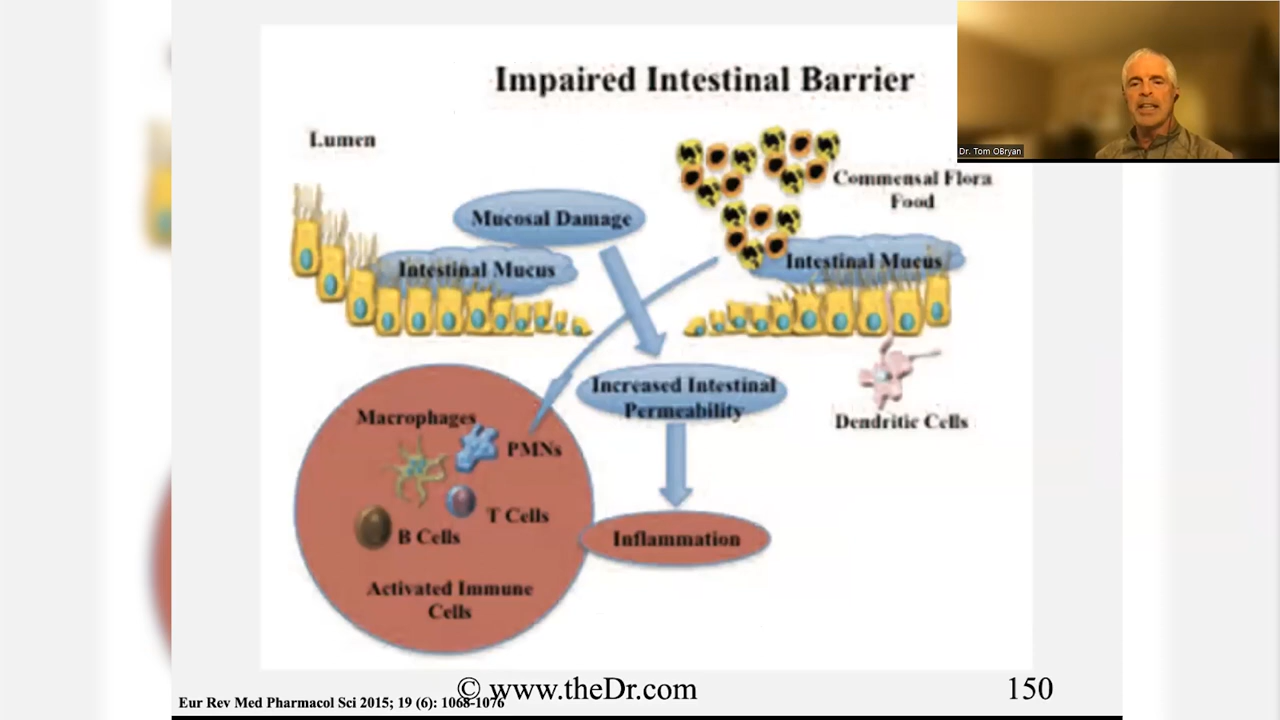 Impaired Intestinal Barrier
Dr. Tom OBryan
Lumen
Commensal Flora
Food
Mucosal Damage
Intestinal Mucus
Intestinal Mucus
Increased Intestinal
Permeability
Macrophages
PMNs
Dendritic Cells
T Cells
B Cells
Inflammation
Activated Immune
Cells
© www.theDr.com
150
Eur Rev Med Pharmacol Sci 2015; 19 (6): 1068-1076